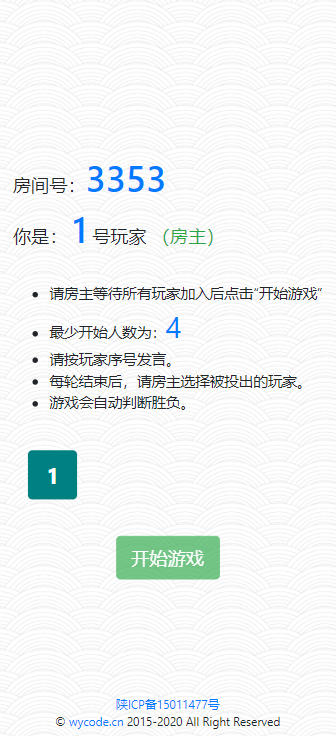 房间号：3353
你是： 1 号玩家 （房主）
请房主等待所有玩家加入后点击“开始游戏”
最少开始人数为：4
请按玩家序号发言。
每轮结束后，请房主选择被投出的玩家。
游戏会自动判断胜负。
1
开始游戏
陕ICP备15011477号
© wycode.cn 2015-2020 All Right Reserved